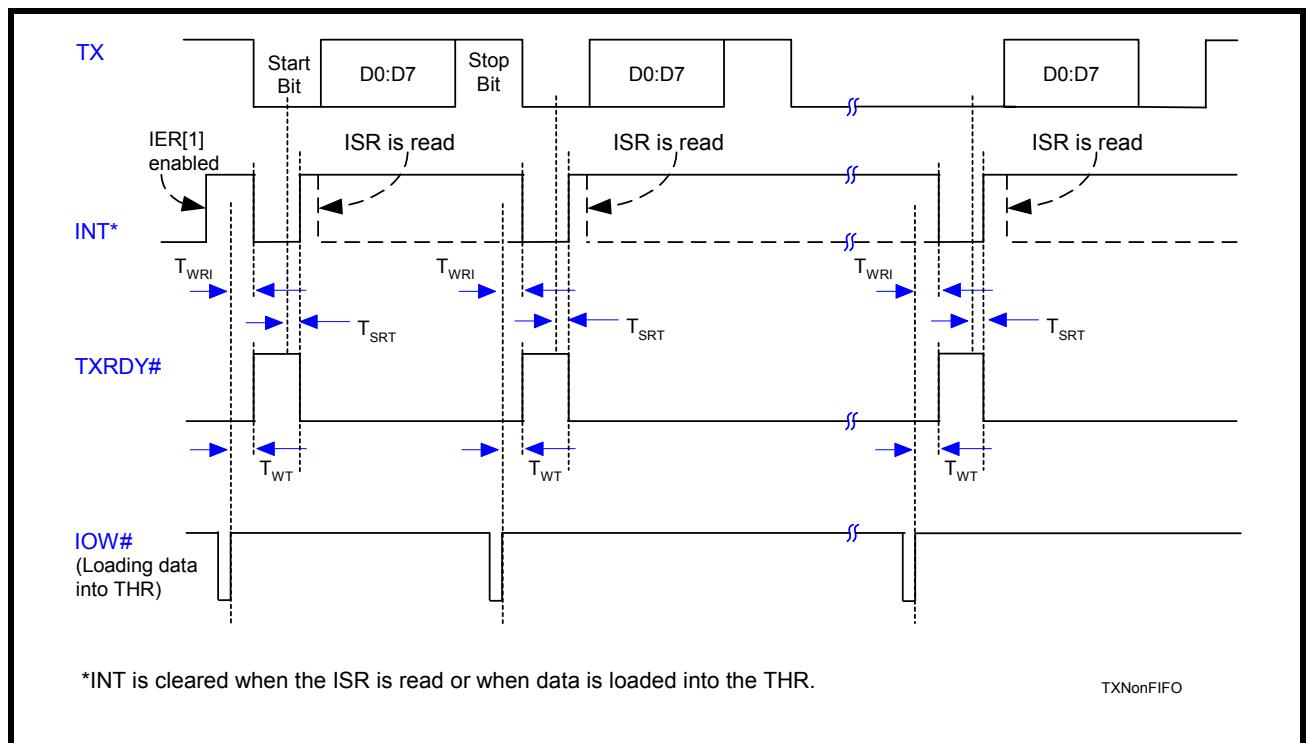 TX
Start
Bit
D0:D7
Stop
Bit
D0:D7
D0:D7
IER[1]
enabled
ISR is read
ISR is read
ISR is read
INT*
TWRI
TWRI
TWRI
TSRT
TSRT
TSRT
TXRDY#
TWT
TWT
TWT
IOW#
(Loading data
into THR)
*INT is cleared when the ISR is read or when data is loaded into the THR.
TXNonFIFO